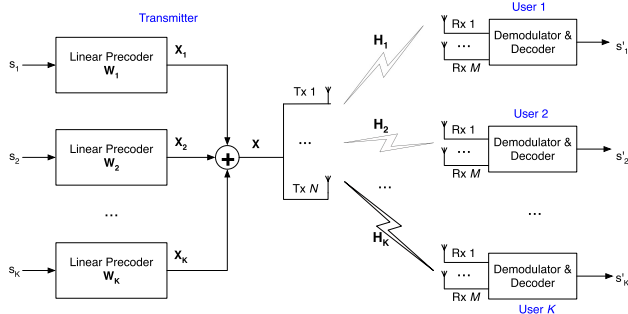 Transmitter
s1
Linear Precoder
W1
X1
s2
Linear Precoder
W2
X2
...
sK
Linear Precoder
WK
XK
+
X
Tx 1
...
Tx N
H1
H2
...
HK
User 1
Rx 1
...
Rx M
Demodulator &
Decoder
s'1
User 2
Rx 1
...
Rx M
Demodulator &
Decoder
s'2
...
Rx 1
...
Rx M
Demodulator &
Decoder
s'K
User K